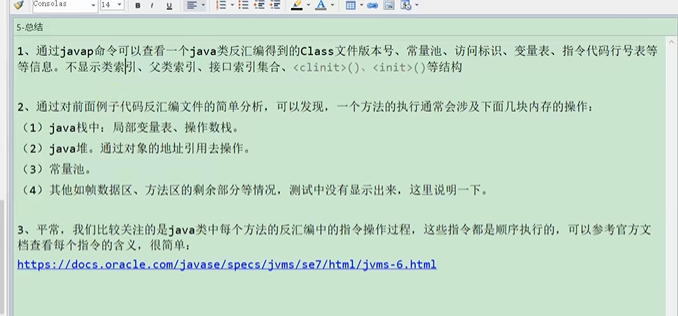 Consolas
14
B I U A
5-总结
1、通过javap命令可以查看一个java类反汇编得到的Class文件版本号、常量池、访问标识、变量表、指令代码行号表等
等信息。不显示类索引、父类索引、接口索引集合、<clinit>()、<init>()等结构
2、通过对前面例子代码反汇编文件的简单分析，可以发现，一个方法的执行通常会涉及下面几块内存的操作：
（1）java栈中：局部变量表、操作数栈。
（2）java堆。通过对象的地址引用去操作。
（3）常量池。
（4）其他如帧数据区、方法区的剩余部分等情况，测试中没有显示出来，这里说明一下。
3、平常，我们比较关注的是java类中每个方法的反汇编中的指令操作过程，这些指令都是顺序执行的，可以参考官方文
档查看每个指令的含义，很简单：
https://docs.oracle.com/javase/specs/jvms/se7/html/jvms-6.html